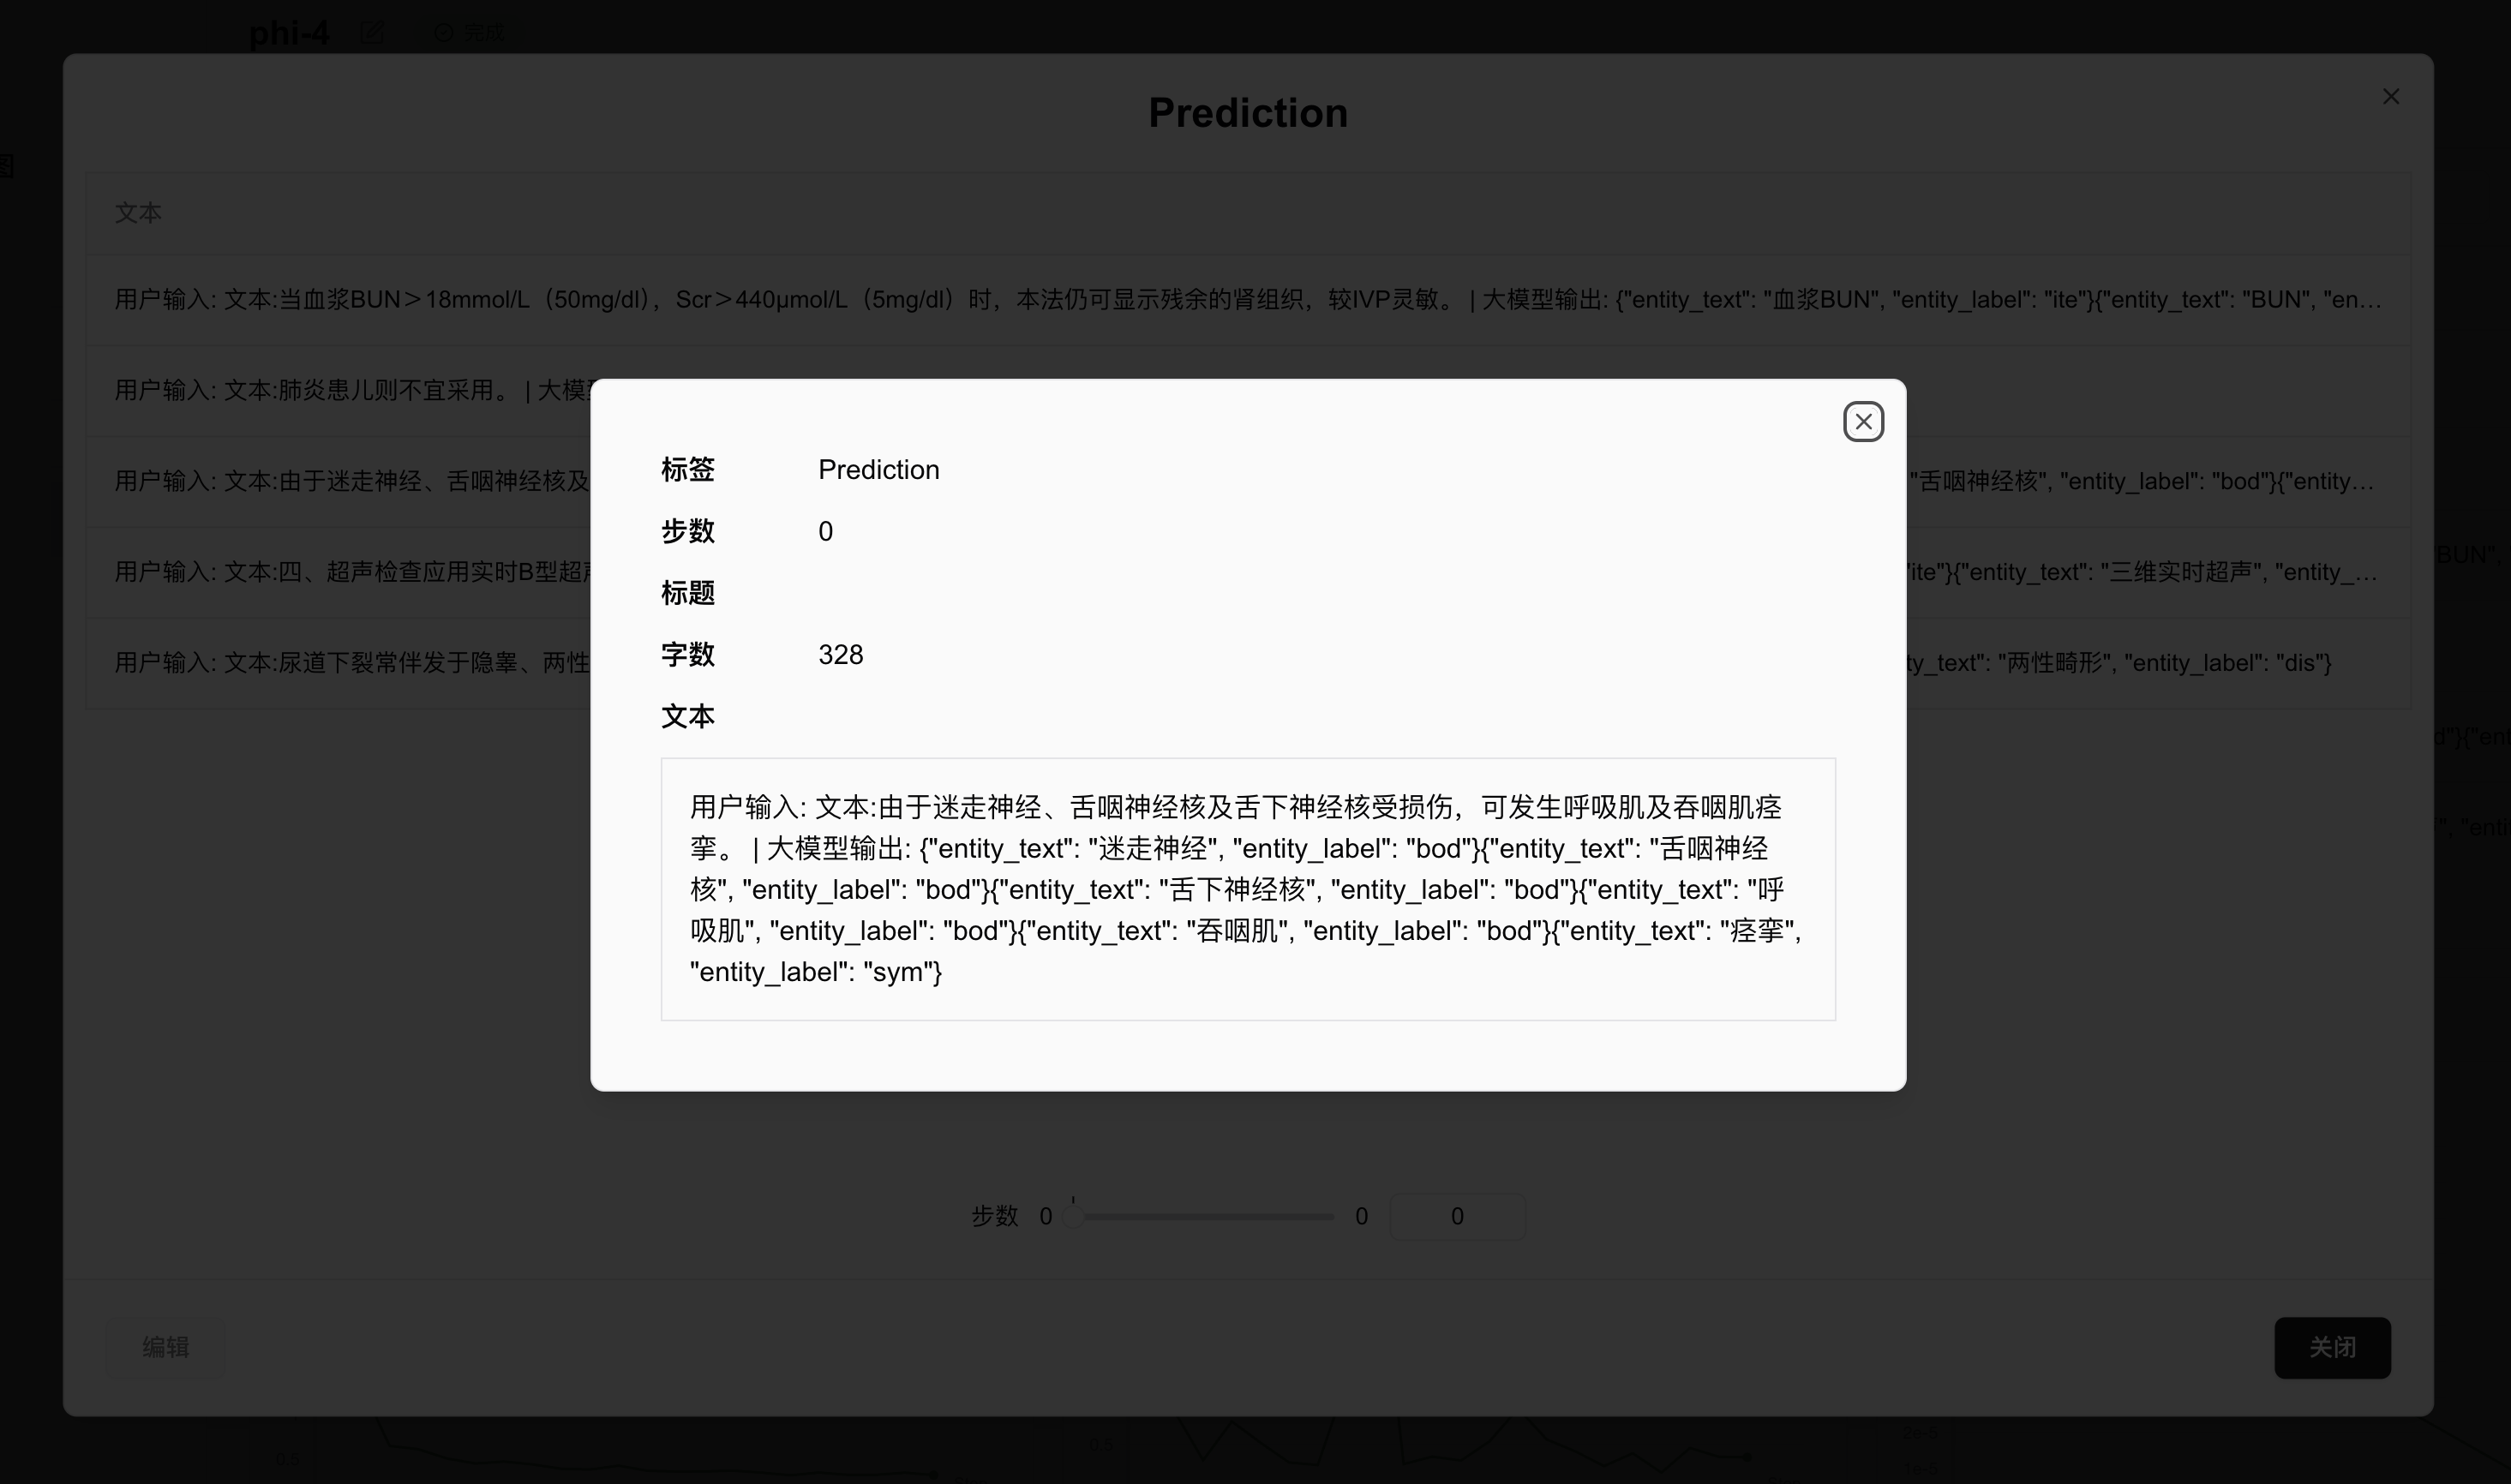 phi-4 完成
Prediction
文本
用户输入: 文本:当血浆BUN＞18mmol/L（50mg/dl），Scr＞440μmol/L（5mg/dl）时，本法仍可显示残余的肾组织，较IVP灵敏。 | 大模型输出: {"entity_text": "血浆BUN", "entity_label": "ite"}{"entity_text": "BUN", "en...
用户输入: 文本:肺炎患儿则不宜采用。 | 大模
用户输入: 文本:由于迷走神经、舌咽神经核及 "舌咽神经核", "entity_label": "bod"}{"entity...
用户输入: 文本:四、超声检查应用实时B型超 "ite"}{"entity_text": "三维实时超声", "entity_...
用户输入: 文本:尿道下裂常伴发于隐睾、两性 ty_text": "两性畸形", "entity_label": "dis"}
标签 Prediction
步数 0
标题
字数 328
文本
用户输入: 文本:由于迷走神经、舌咽神经核及舌下神经核受损伤，可发生呼吸肌及吞咽肌痉
挛。 | 大模型输出: {"entity_text": "迷走神经", "entity_label": "bod"}{"entity_text": "舌咽神经
核", "entity_label": "bod"}{"entity_text": "舌下神经核", "entity_label": "bod"}{"entity_text": "呼
吸肌", "entity_label": "bod"}{"entity_text": "吞咽肌", "entity_label": "bod"}{"entity_text": "痉挛",
"entity_label": "sym"}
步数 0 0 0
编辑 关闭
0.5 0.5 2e-5
1e-5